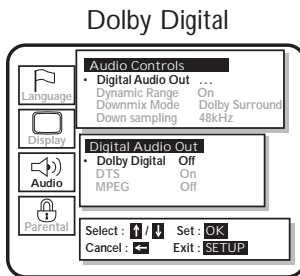 Dolby Digital
Audio Controls
· Digital Audio Out ...
Dynamic Range On
Downmix Mode Dolby Surround
Down sampling 48kHz
Language
Display
Audio
Parental
Digital Audio Out
· Dolby Digital Off
DTS On
MPEG Off
Select : ↑ / ↓ Set : OK
Cancel : ← Exit : SETUP